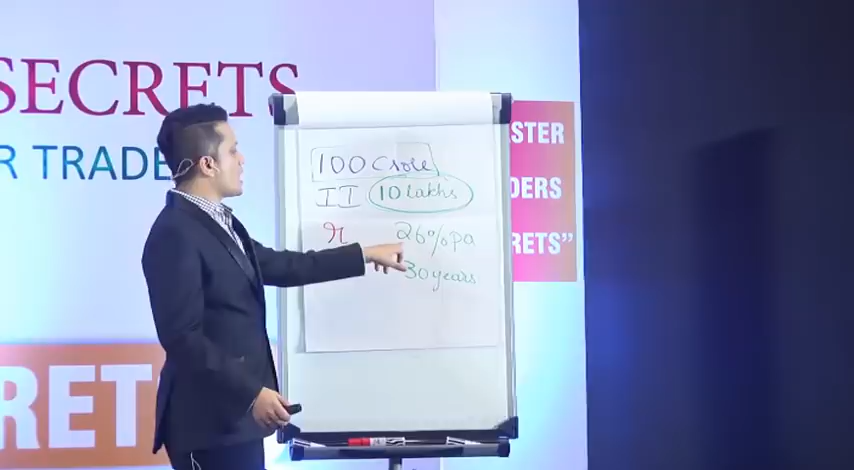 SECRETS
R TRADE
100 Crore
II 10 lakhs
r 26% pa
30 years
STER
DERS
RETS"
RET